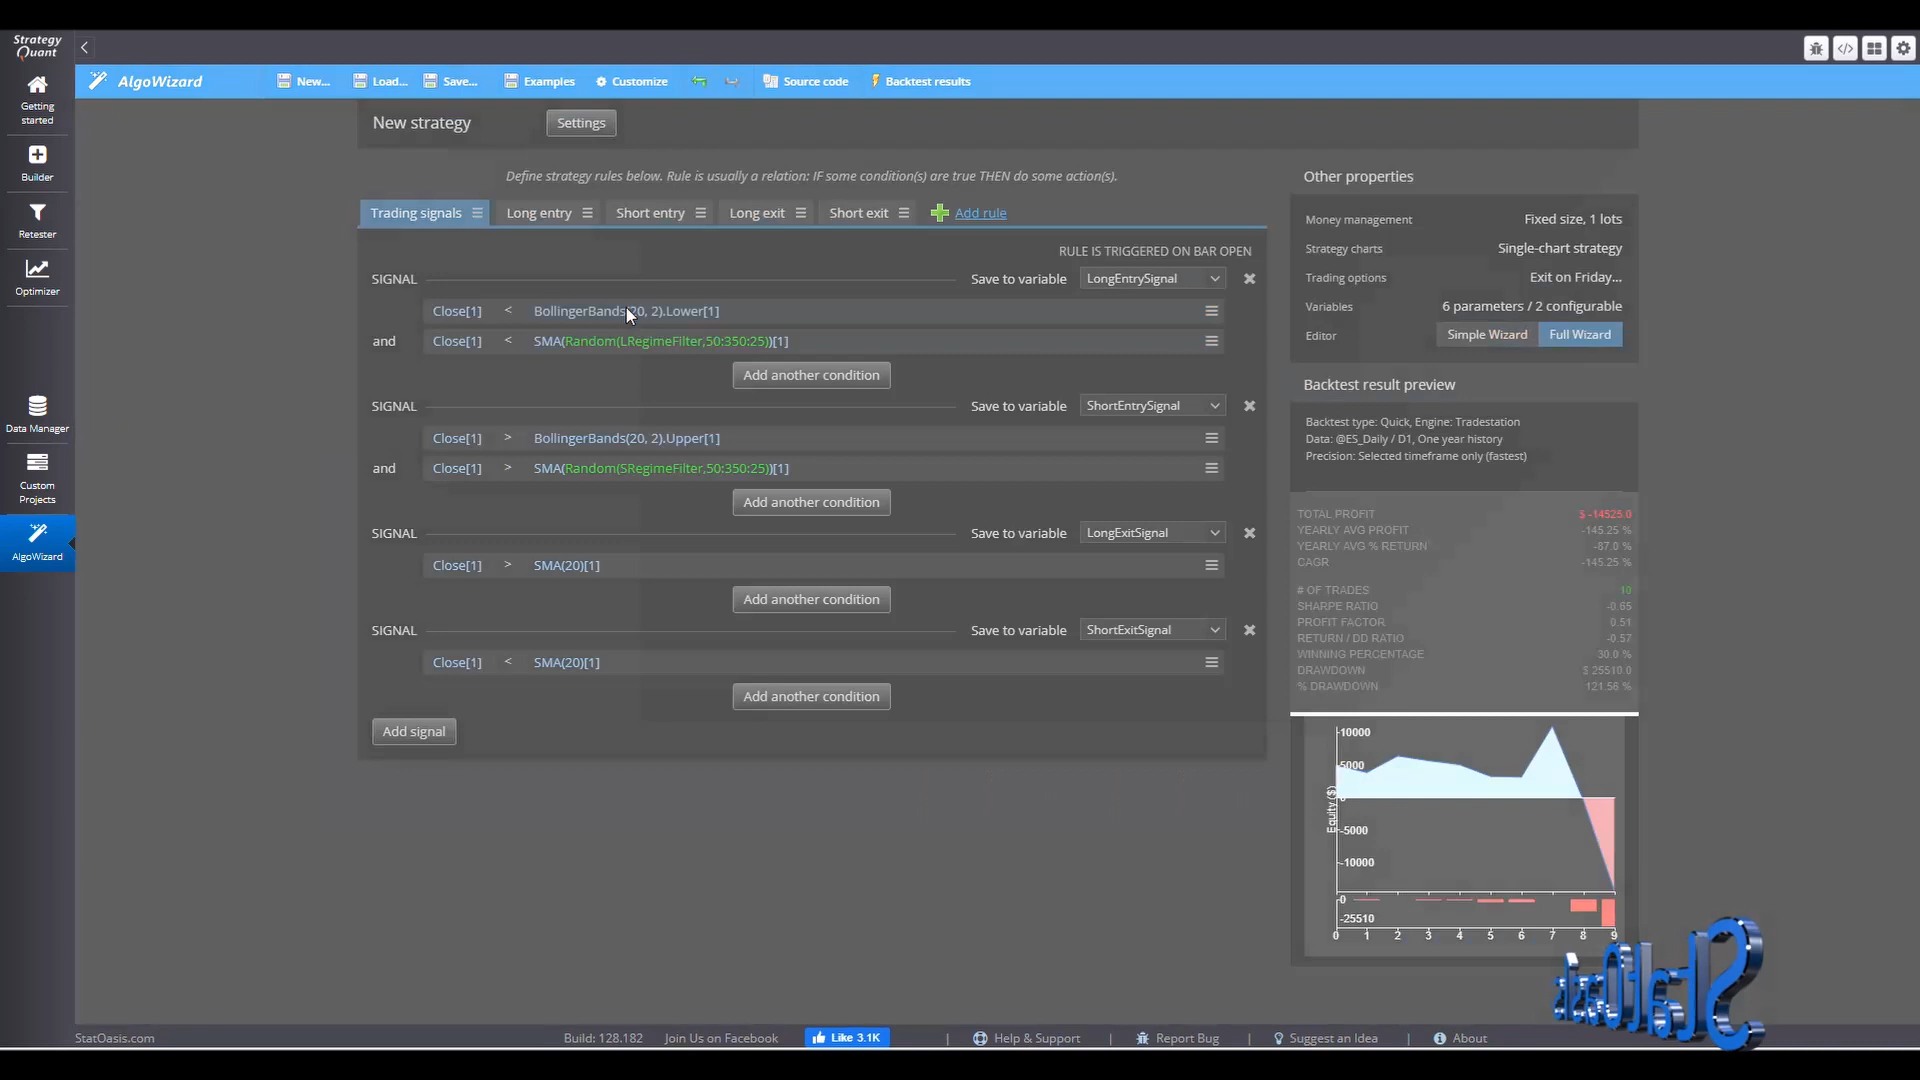 Strategy
Quant
AlgoWizard
New...
Load...
Save...
Examples
Customize
Source code
Backtest results
Getting
started
Builder
Retester
Optimizer
Data Manager
Custom
Projects
AlgoWizard
New strategy
Settings
Define strategy rules below. Rule is usually a relation: IF some condition(s) are true THEN do some action(s).
Trading signals
Long entry
Short entry
Long exit
Short exit
Add rule
RULE IS TRIGGERED ON BAR OPEN
SIGNAL Save to variable LongEntrySignal
Close[1] < BollingerBands(20, 2).Lower[1]
and Close[1] < SMA(Random(LRegimeFilter,50:350:25))[1]
Add another condition
SIGNAL Save to variable ShortEntrySignal
Close[1] > BollingerBands(20, 2).Upper[1]
and Close[1] > SMA(Random(SRegimeFilter,50:350:25))[1]
Add another condition
SIGNAL Save to variable LongExitSignal
Close[1] > SMA(20)[1]
Add another condition
SIGNAL Save to variable ShortExitSignal
Close[1] < SMA(20)[1]
Add another condition
Add signal
Other properties
Money management Fixed size, 1 lots
Strategy charts Single-chart strategy
Trading options Exit on Friday...
Variables 6 parameters / 2 configurable
Editor Simple Wizard Full Wizard
Backtest result preview
Backtest type: Quick, Engine: Tradestation
Data: @ES_Daily / D1, One year history
Precision: Selected timeframe only (fastest)
TOTAL PROFIT $ -14525.0
YEARLY AVG PROFIT -145.25 %
YEARLY AVG % RETURN -87.0 %
CAGR -145.25 %
# OF TRADES 10
SHARPE RATIO -0.65
PROFIT FACTOR 0.51
RETURN / DD RATIO -0.57
WINNING PERCENTAGE 30.0 %
DRAWDOWN $ 25510.0
% DRAWDOWN 121.56 %
Equity ($)
10000
5000
0
-5000
-10000
0
-25510
0 1 2 3 4 5 6 7 8 9
StatOasis
StatOasis.com
Build: 128.182
Join Us on Facebook
Like 3.1K
Help & Support
Report Bug
Suggest an Idea
About